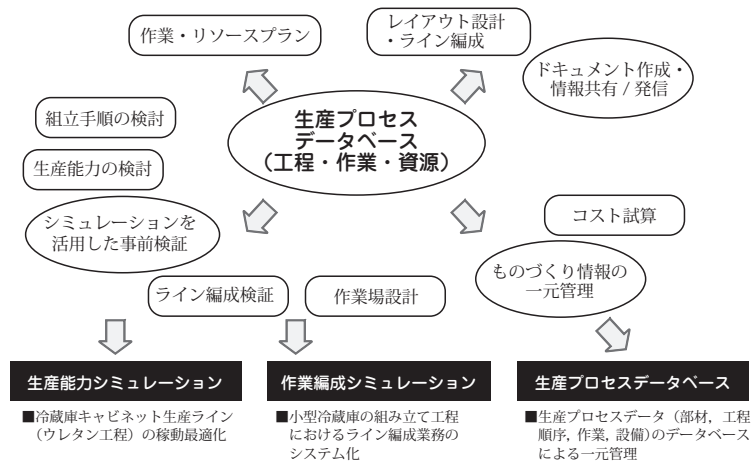 作業・リソースプラン
レイアウト設計
・ライン編成
ドキュメント作成・
情報共有 / 発信
組立手順の検討
生産プロセス
データベース
(工程・作業・資源)
生産能力の検討
シミュレーションを
活用した事前検証
コスト試算
ものづくり情報の
一元管理
ライン編成検証
作業場設計
生産能力シミュレーション
■冷蔵庫キャビネット生産ライン
(ウレタン工程)の稼動最適化
作業編成シミュレーション
■小型冷蔵庫の組み立て工程
におけるライン編成業務の
システム化
生産プロセスデータベース
■生産プロセスデータ(部材,工程
順序,作業,設備)のデータベース
による一元管理